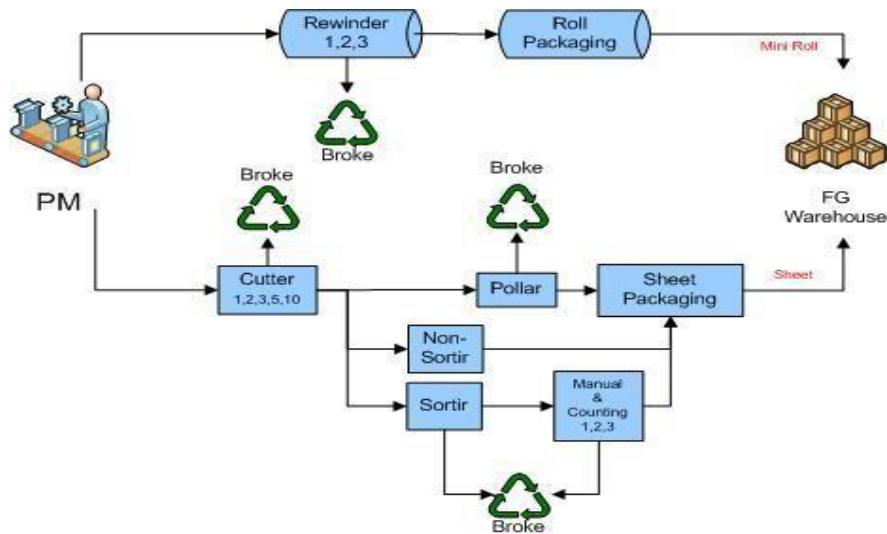 Rewinder
1,2,3
Roll
Packaging
Mini Roll
Broke
PM
FG
Warehouse
Broke
Broke
Cutter
1,2,3,5,10
Pollar
Sheet
Packaging
Sheet
Non-
Sortir
Sortir
Manual
&
Counting
1,2,3
Broke